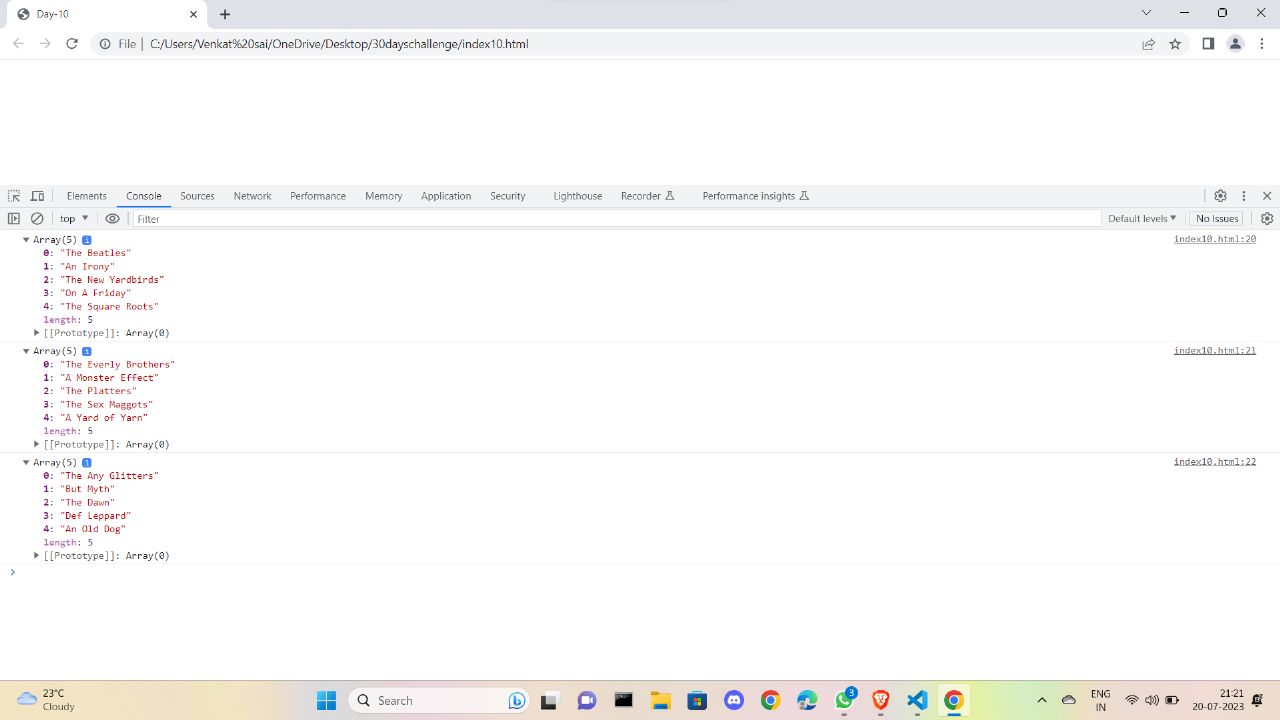 Day-10
File | C:/Users/Venkat%20sai/OneDrive/Desktop/30dayschallenge/index10.html
Elements Console Sources Network Performance Memory Application Security Lighthouse Recorder Performance insights
top Filter Default levels No Issues
Array(5) i index10.html:20
0: "The Beatles"
1: "An Irony"
2: "The New Yardbirds"
3: "On A Friday"
4: "The Square Roots"
length: 5
[[Prototype]]: Array(0)
Array(5) i index10.html:21
0: "The Everly Brothers"
1: "A Monster Effect"
2: "The Platters"
3: "The Sex Maggots"
4: "A Yard of Yarn"
length: 5
[[Prototype]]: Array(0)
Array(5) i index10.html:22
0: "The Any Glitters"
1: "But Myth"
2: "The Dawn"
3: "Def Leppard"
4: "An Old Dog"
length: 5
[[Prototype]]: Array(0)
23°C
Cloudy
Search
3
ENG
IN
21:21
20-07-2023